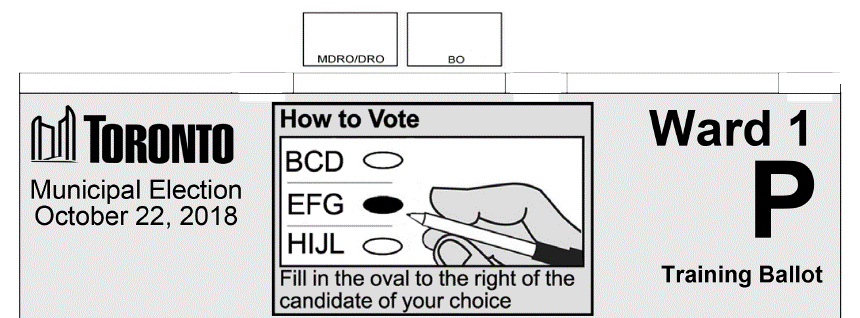 MDRO/DRO
BO
TORONTO
Municipal Election
October 22, 2018
How to Vote
BCD
EFG
HIJL
Fill in the oval to the right of the
candidate of your choice
Ward 1
P
Training Ballot